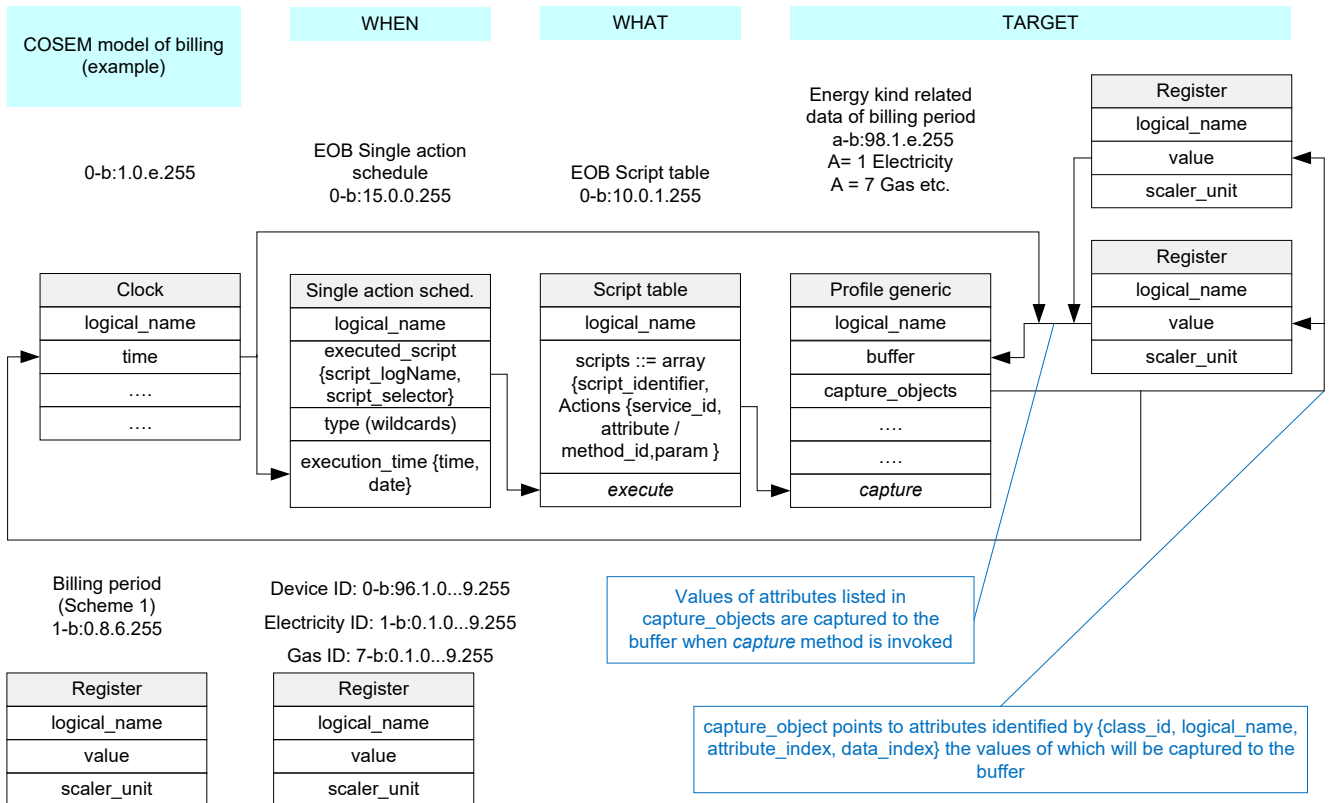 COSEM model of billing
(example)
WHEN
WHAT
TARGET
0-b:1.0.e.255
EOB Single action
schedule
0-b:15.0.0.255
EOB Script table
0-b:10.0.1.255
Energy kind related
data of billing period
a-b:98.1.e.255
A= 1 Electricity
A = 7 Gas etc.
Register
logical_name
value
scaler_unit
Register
logical_name
value
scaler_unit
Clock
logical_name
time
....
....
Single action sched.
logical_name
executed_script
{script_logName,
script_selector}
type (wildcards)
execution_time {time,
date}
Script table
logical_name
scripts ::= array
{script_identifier,
Actions {service_id,
attribute /
method_id,param }
execute
Profile generic
logical_name
buffer
capture_objects
....
....
capture
Billing period
(Scheme 1)
1-b:0.8.6.255
Register
logical_name
value
scaler_unit
Device ID: 0-b:96.1.0...9.255
Electricity ID: 1-b:0.1.0...9.255
Gas ID: 7-b:0.1.0...9.255
Register
logical_name
value
scaler_unit
Values of attributes listed in
capture_objects are captured to the
buffer when capture method is invoked
capture_object points to attributes identified by {class_id, logical_name,
attribute_index, data_index} the values of which will be captured to the
buffer